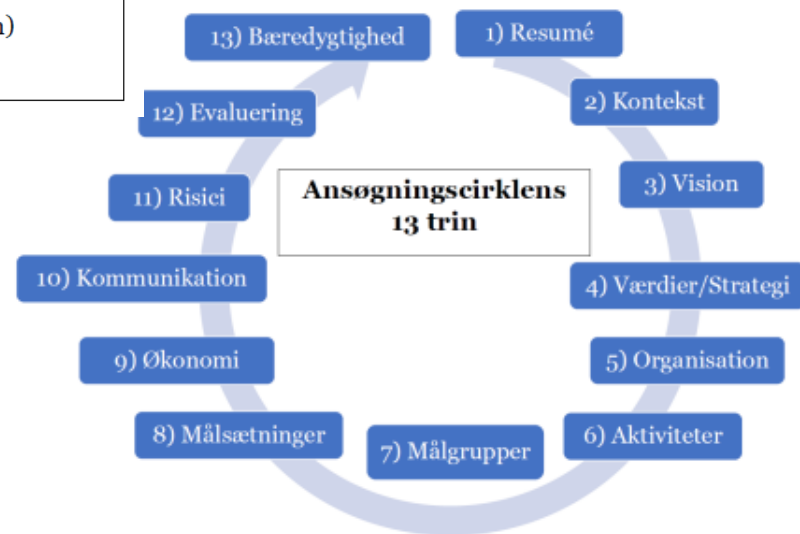 1) Resumé
2) Kontekst
3) Vision
4) Værdier/Strategi
5) Organisation
6) Aktiviteter
7) Målgrupper
8) Målsætninger
9) Økonomi
10) Kommunikation
11) Risici
12) Evaluering
13) Bæredygtighed
Ansøgningscirklens
13 trin